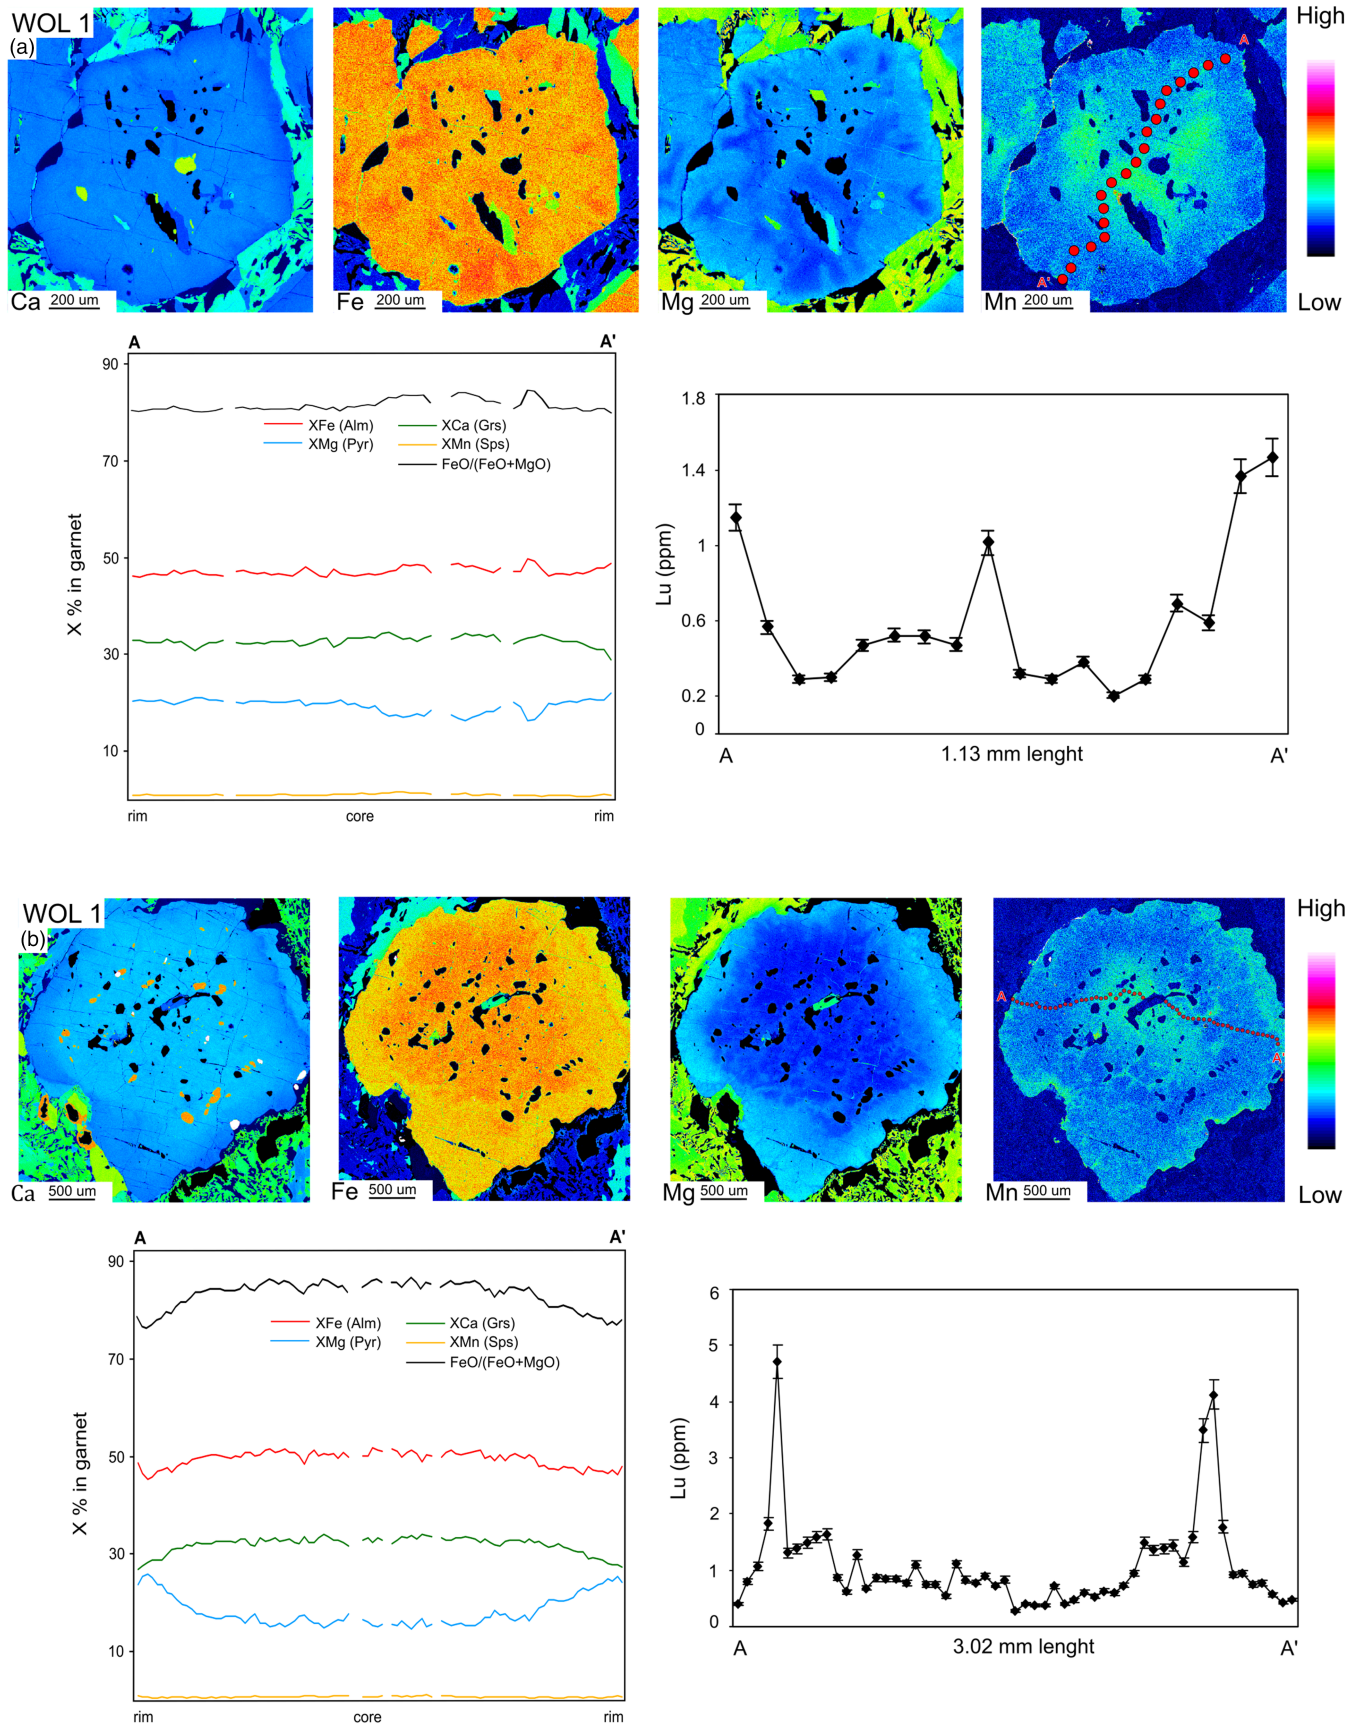 WOL 1
(a)
High
A
A'
Ca 200 um
Fe 200 um
Mg 200 um
Mn 200 um
Low
A A'
90
70
50
30
10
X % in garnet
XFe (Alm) XCa (Grs)
XMg (Pyr) XMn (Sps)
FeO/(FeO+MgO)
rim core rim
1.8
1.4
1
0.6
0.2
0
Lu (ppm)
A 1.13 mm lenght A'
WOL 1
(b)
High
A
A'
Ca 500 um
Fe 500 um
Mg 500 um
Mn 500 um
Low
A A'
90
70
50
30
10
X % in garnet
XFe (Alm) XCa (Grs)
XMg (Pyr) XMn (Sps)
FeO/(FeO+MgO)
rim core rim
6
5
4
3
2
1
0
Lu (ppm)
A 3.02 mm lenght A'